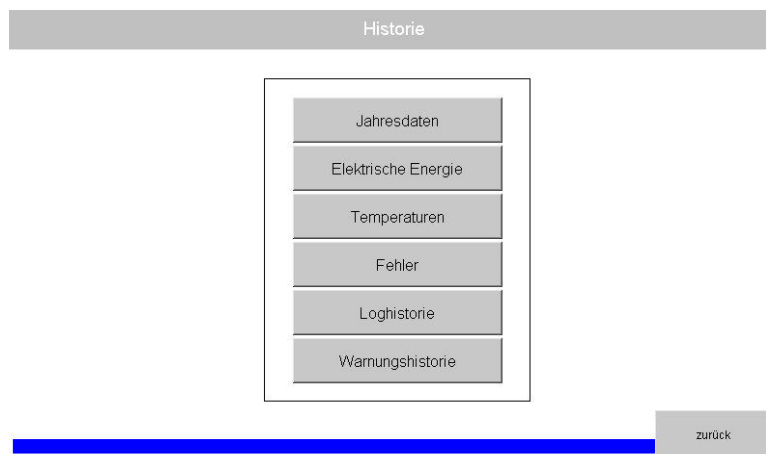 Historie
Jahresdaten
Elektrische Energie
Temperaturen
Fehler
Loghistorie
Warnungshistorie
zurück